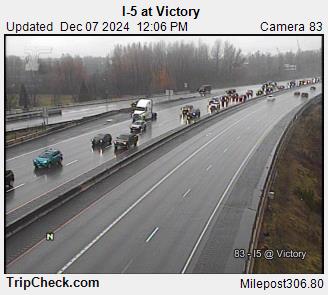 I-5 at Victory
Updated Dec 07 2024 12:06 PM Camera 83
N
83 - I5 @ Victory
TripCheck.com Milepost306.80